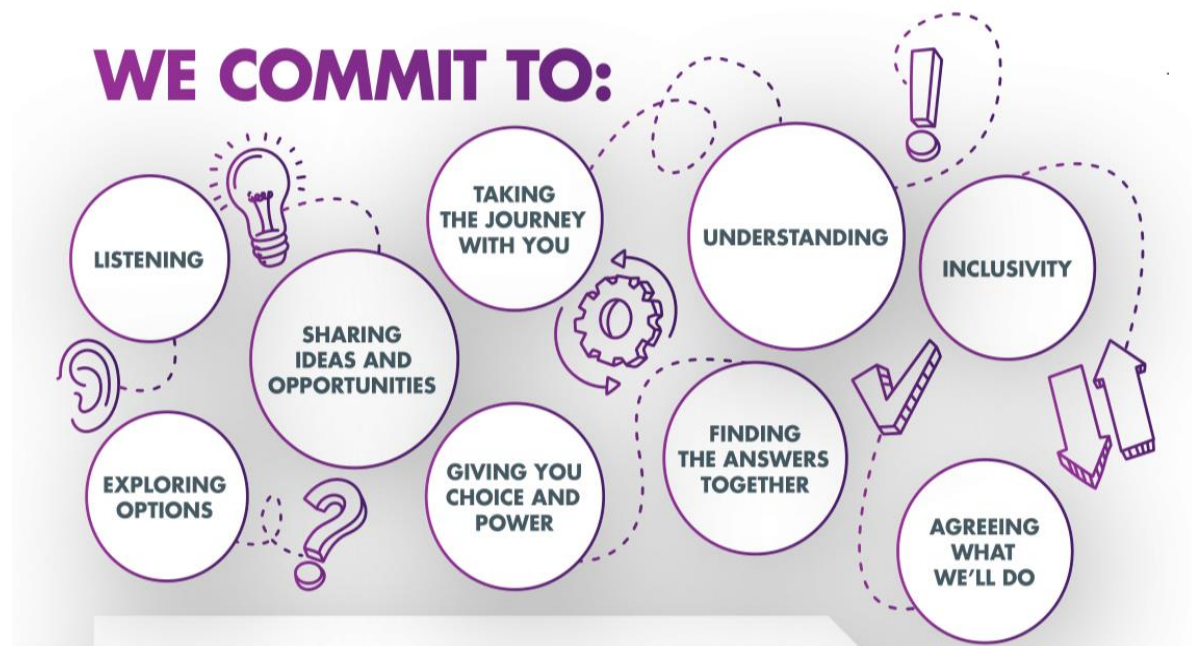 WE COMMIT TO:
LISTENING
SHARING
IDEAS AND
OPPORTUNITIES
TAKING
THE JOURNEY
WITH YOU
UNDERSTANDING
INCLUSIVITY
EXPLORING
OPTIONS
GIVING YOU
CHOICE AND
POWER
FINDING
THE ANSWERS
TOGETHER
AGREEING
WHAT
WE'LL DO